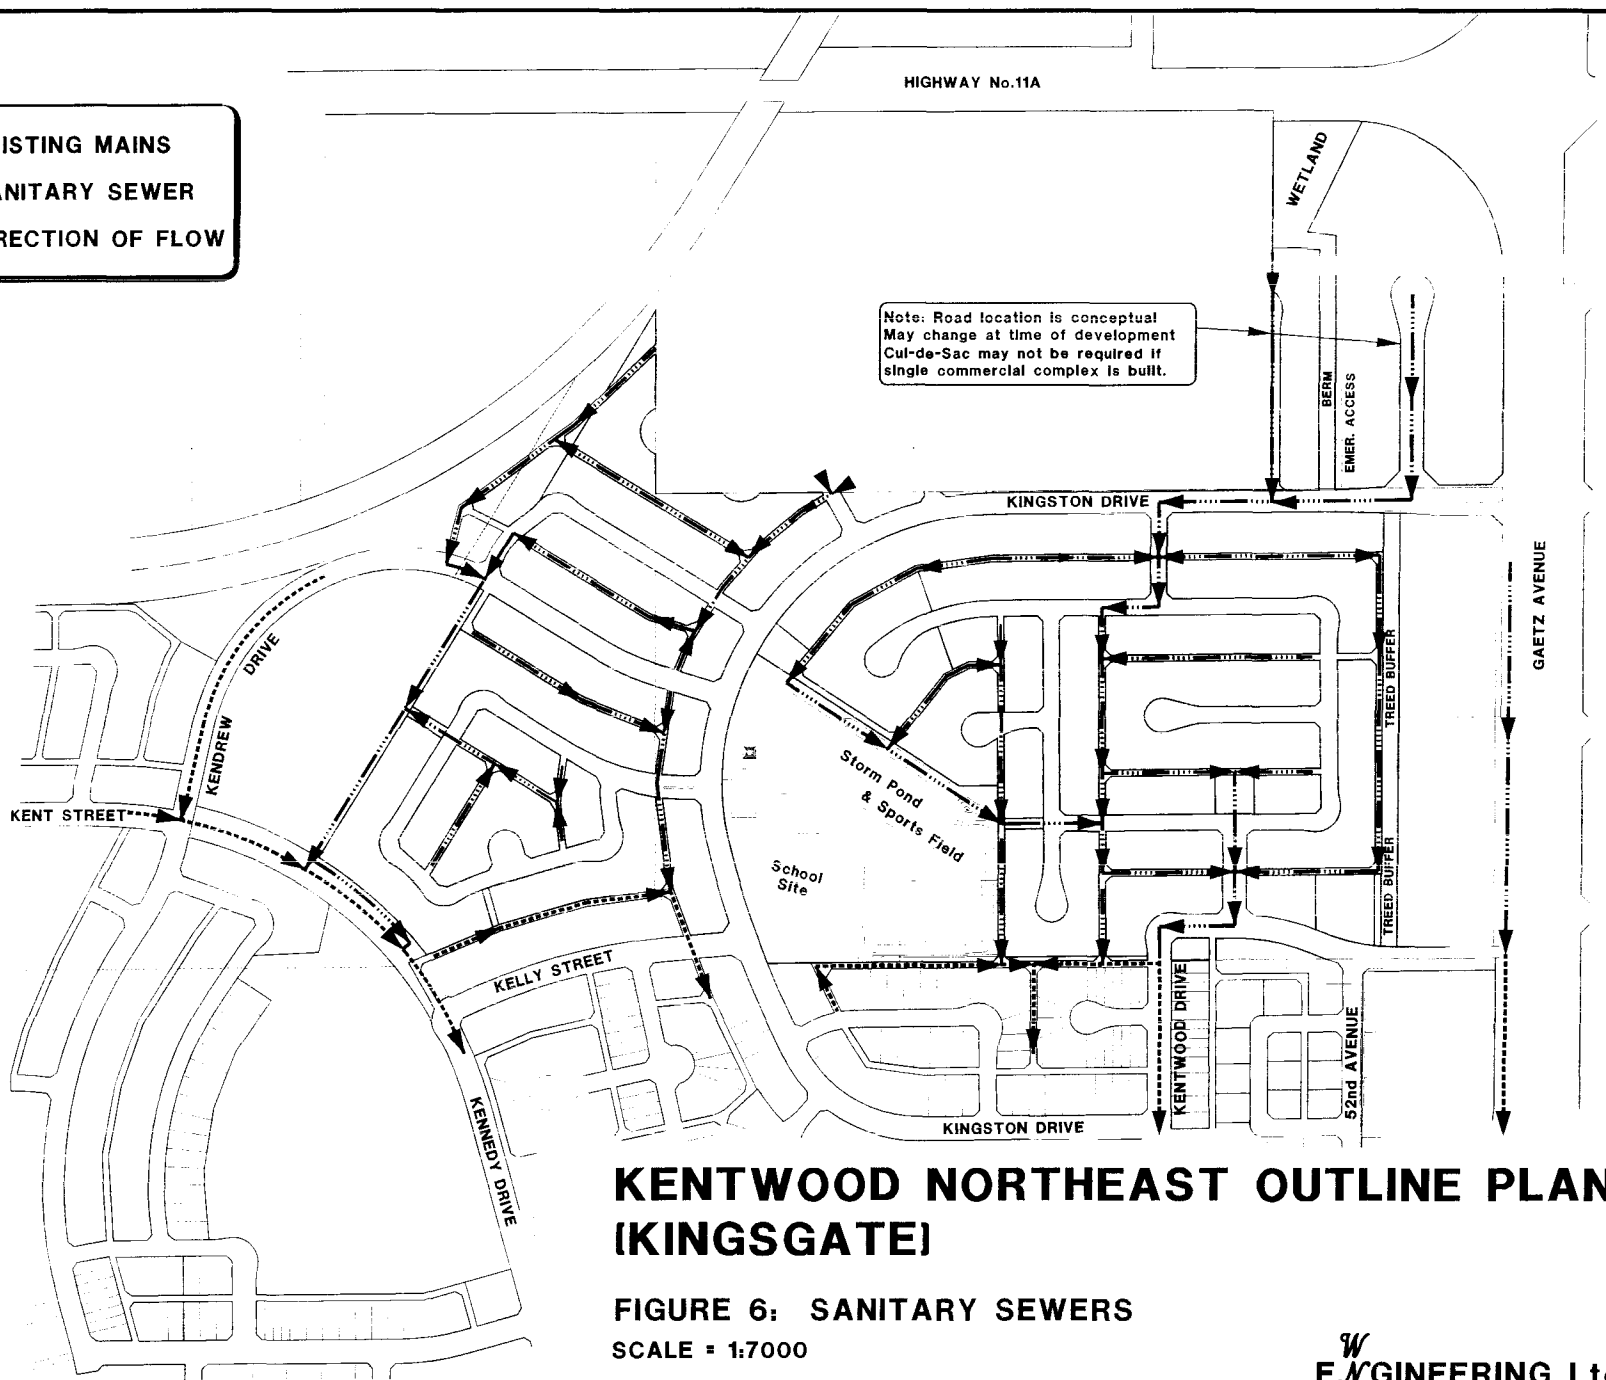 HIGHWAY No.11A
ISTING MAINS
ANITARY SEWER
RECTION OF FLOW
WETLAND
Note: Road location is conceptual
May change at time of development
Cul-de-Sac may not be required if
single commercial complex is built.
BERM
EMER. ACCESS
KINGSTON DRIVE
GAETZ AVENUE
DRIVE
KENDREW
TREED BUFFER
KENT STREET
Storm Pond
& Sports Field
School
Site
TREED BUFFER
KELLY STREET
KENTWOOD DRIVE
52nd AVENUE
KENNEDY DRIVE
KINGSTON DRIVE
KENTWOOD NORTHEAST OUTLINE PLAN
(KINGSGATE)
FIGURE 6: SANITARY SEWERS
SCALE = 1:7000
W
ENGINEERING Ltd